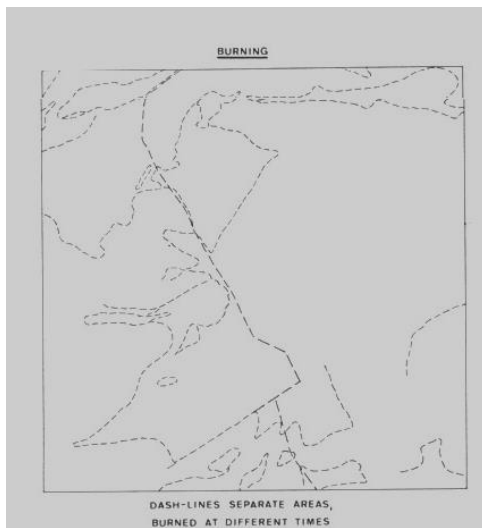 BURNING
DASH-LINES SEPARATE AREAS,
BURNED AT DIFFERENT TIMES